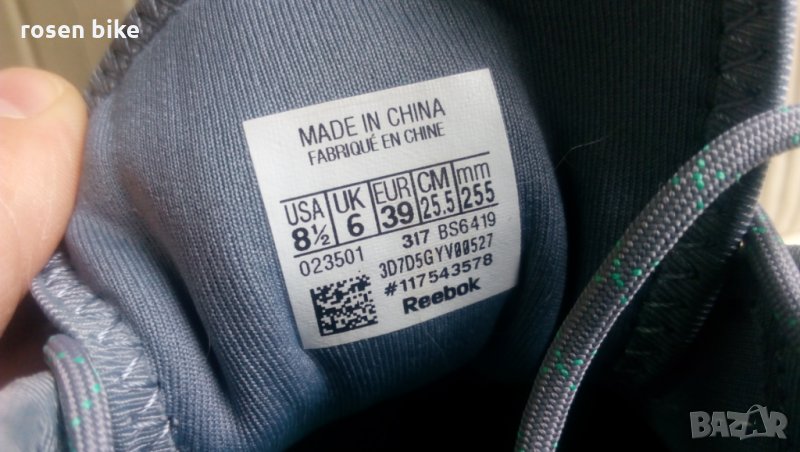 rosen bike
MADE IN CHINA
FABRIQUÉ EN CHINE
USA UK EUR CM mm
8½ 6 39 25.5 255
023501 317 BS6419
3D7D5GYV00527
#117543578
Reebok
BAZAR